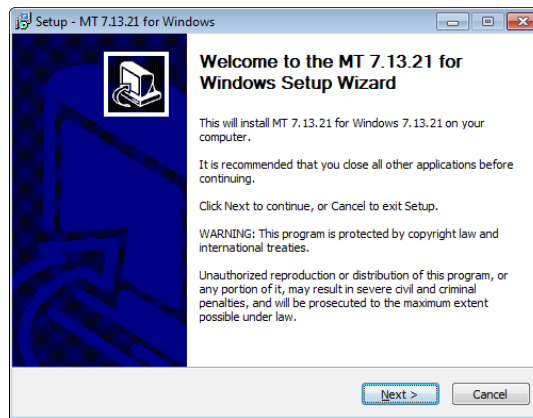 Setup - MT 7.13.21 for Windows
Welcome to the MT 7.13.21 for
Windows Setup Wizard
This will install MT 7.13.21 for Windows 7.13.21 on your
computer.
It is recommended that you close all other applications before
continuing.
Click Next to continue, or Cancel to exit Setup.
WARNING: This program is protected by copyright law and
international treaties.
Unauthorized reproduction or distribution of this program, or
any portion of it, may result in severe civil and criminal
penalties, and will be prosecuted to the maximum extent
possible under law.
Next >
Cancel